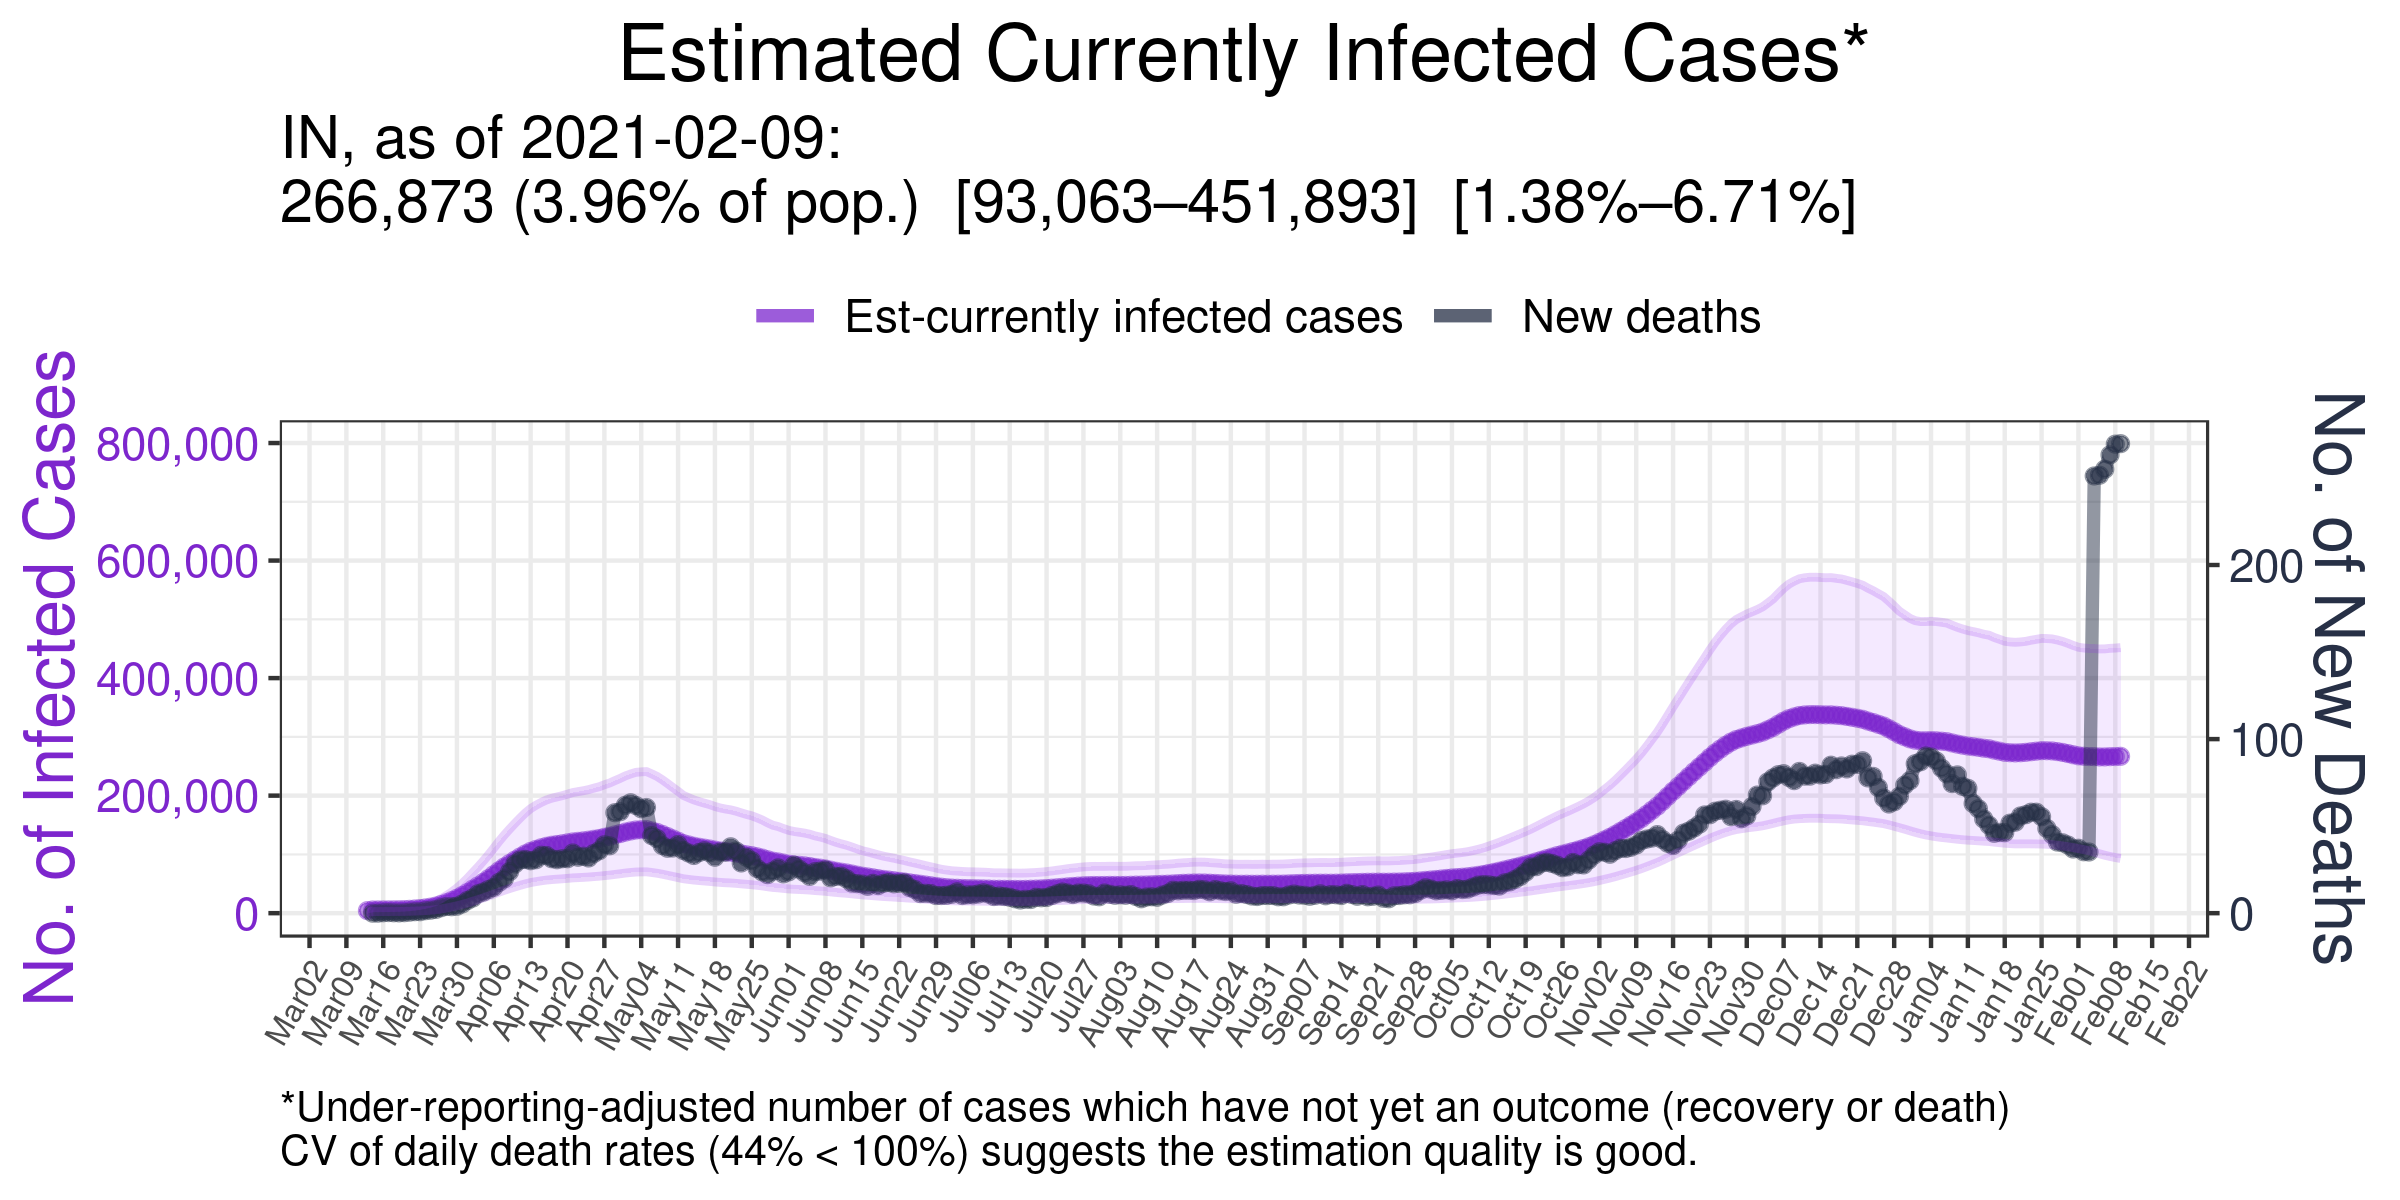 Estimated Currently Infected Cases*
IN, as of 2021-02-09:
266,873 (3.96% of pop.) [93,063–451,893] [1.38%–6.71%]
Est-currently infected cases New deaths
No. of Infected Cases
800,000
600,000
400,000
200,000
0
200
100
0
No. of New Deaths
Mar02 Mar09 Mar16 Mar23 Mar30 Apr06 Apr13 Apr20 Apr27 May04 May11 May18 May25 Jun01 Jun08 Jun15 Jun22 Jun29 Jul06 Jul13 Jul20 Jul27 Aug03 Aug10 Aug17 Aug24 Aug31 Sep07 Sep14 Sep21 Sep28 Oct05 Oct12 Oct19 Oct26 Nov02 Nov09 Nov16 Nov23 Nov30 Dec07 Dec14 Dec21 Dec28 Jan04 Jan11 Jan18 Jan25 Feb01 Feb08 Feb15 Feb22
*Under-reporting-adjusted number of cases which have not yet an outcome (recovery or death)
CV of daily death rates (44% < 100%) suggests the estimation quality is good.